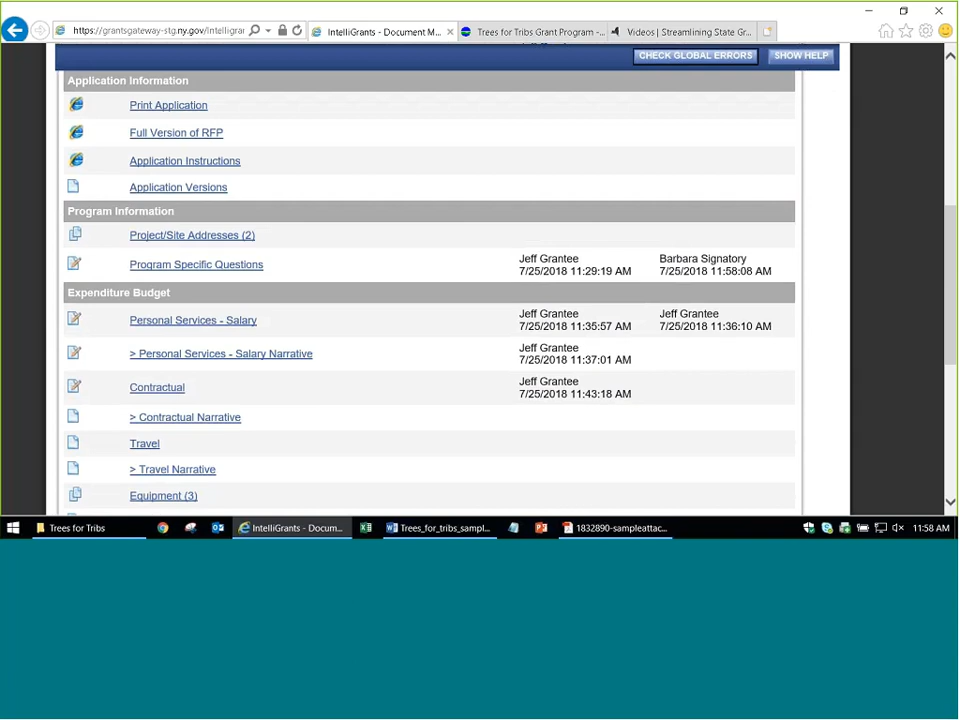 https://grantsgateway-stg.ny.gov/Intelligrar
IntelliGrants - Document M...
Trees for Tribs Grant Program -...
Videos | Streamlining State Gr...
CHECK GLOBAL ERRORS
SHOW HELP
Application Information
Print Application
Full Version of RFP
Application Instructions
Application Versions
Program Information
Project/Site Addresses (2)
Program Specific Questions
Jeff Grantee
7/25/2018 11:29:19 AM
Barbara Signatory
7/25/2018 11:58:08 AM
Expenditure Budget
Personal Services - Salary
Jeff Grantee
7/25/2018 11:35:57 AM
Jeff Grantee
7/25/2018 11:36:10 AM
> Personal Services - Salary Narrative
Jeff Grantee
7/25/2018 11:37:01 AM
Contractual
Jeff Grantee
7/25/2018 11:43:18 AM
> Contractual Narrative
Travel
> Travel Narrative
Equipment (3)
Trees for Tribs
IntelliGrants - Docum...
Trees_for_tribs_sampl...
1832890-sampleattac...
11:58 AM